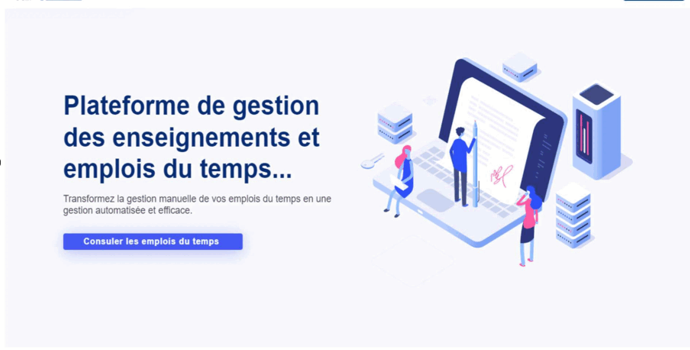 Plateforme de gestion
des enseignements et
emplois du temps...
Transformez la gestion manuelle de vos emplois du temps en une
gestion automatisée et efficace.
Consuler les emplois du temps